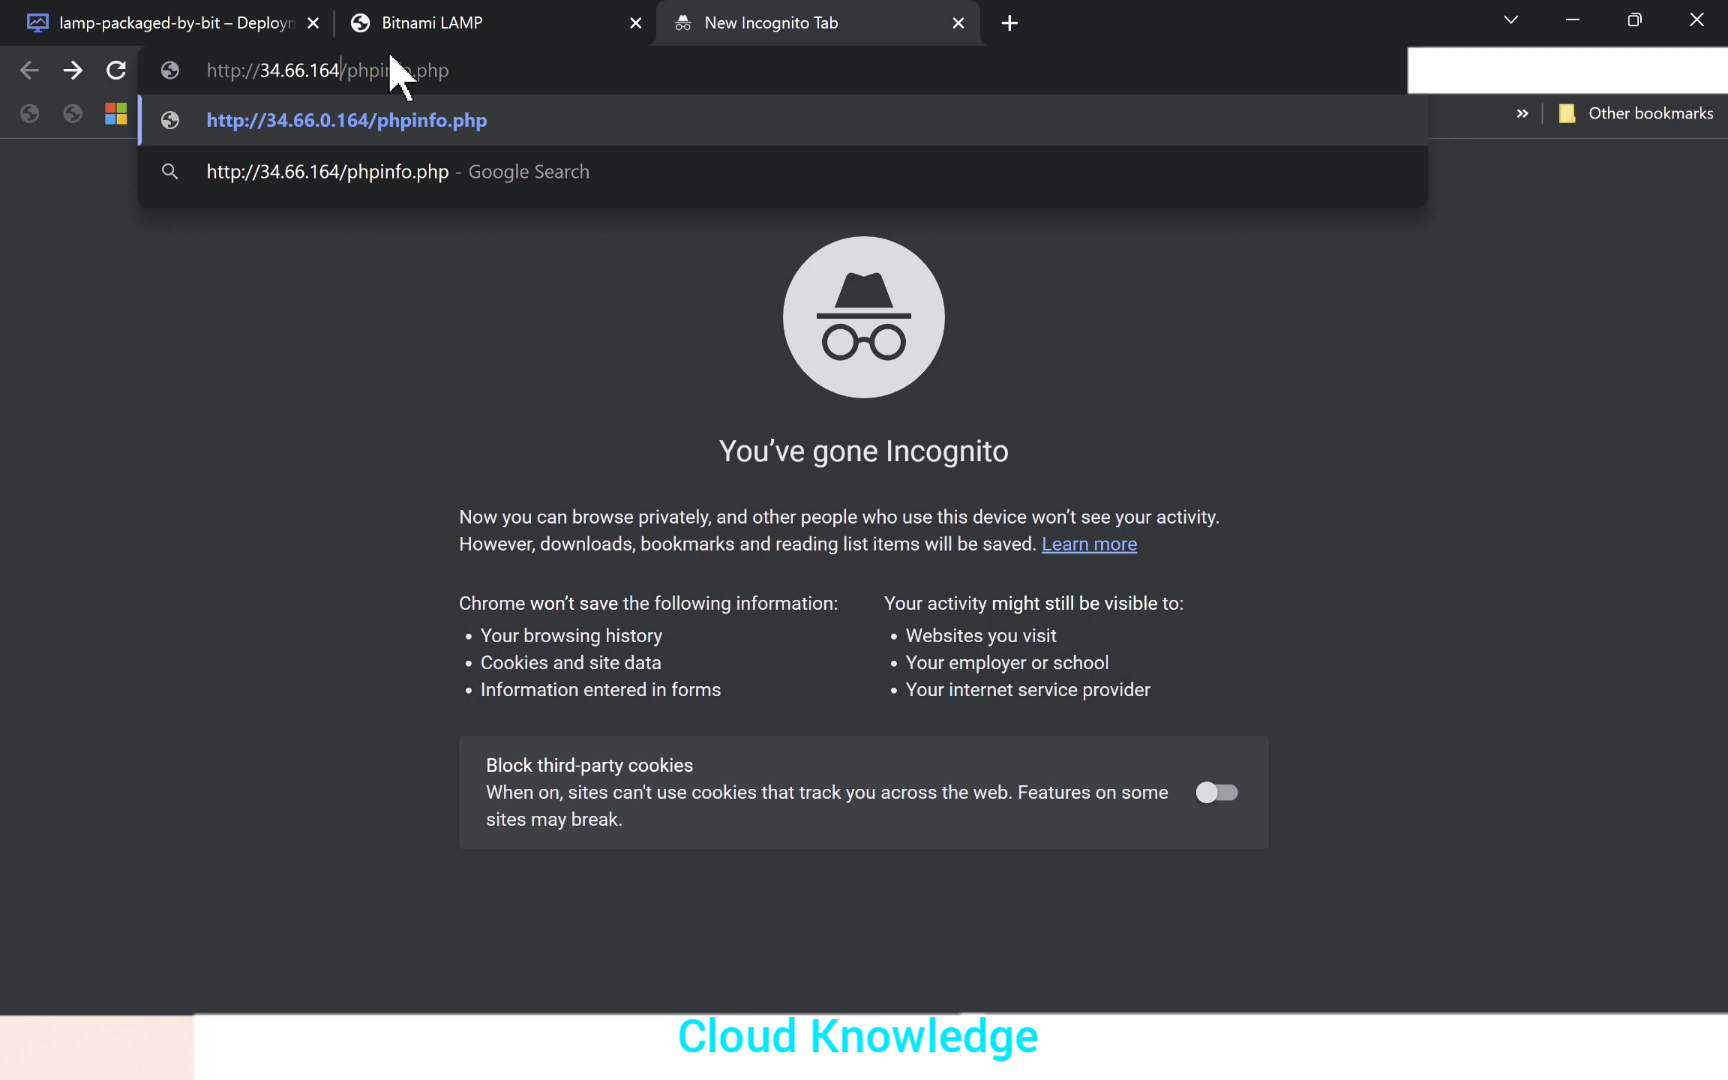 lamp-packaged-by-bit – Deployn
Bitnami LAMP
New Incognito Tab
http://34.66.164/phpinfo.php
http://34.66.0.164/phpinfo.php
http://34.66.164/phpinfo.php - Google Search
Other bookmarks
You've gone Incognito
Now you can browse privately, and other people who use this device won't see your activity.
However, downloads, bookmarks and reading list items will be saved. Learn more
Chrome won't save the following information:
• Your browsing history
• Cookies and site data
• Information entered in forms
Your activity might still be visible to:
• Websites you visit
• Your employer or school
• Your internet service provider
Block third-party cookies
When on, sites can't use cookies that track you across the web. Features on some
sites may break.
Cloud Knowledge